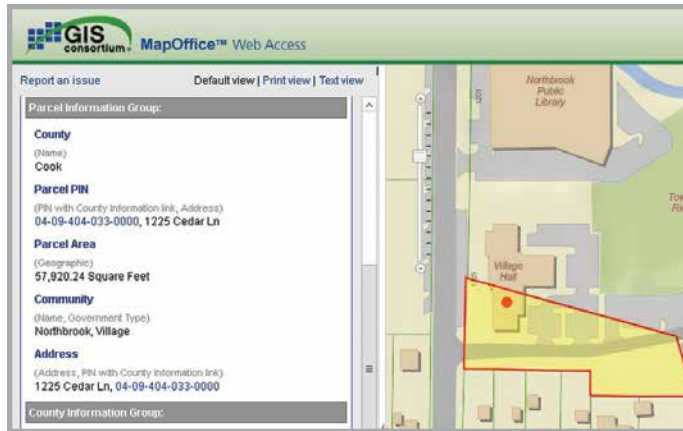 GIS
consortium
MapOffice™ Web Access
Report an issue
Default view | Print view | Text view
Parcel Information Group:
County
(Name)
Cook
Parcel PIN
(PIN with County Information link, Address)
04-09-404-033-0000, 1225 Cedar Ln
Parcel Area
(Geographic)
57,920.24 Square Feet
Community
(Name, Government Type)
Northbrook, Village
Address
(Address, PIN with County Information link)
1225 Cedar Ln, 04-09-404-033-0000
County Information Group:
Northbrook
Public
Library
1201
Village
Hall
1225